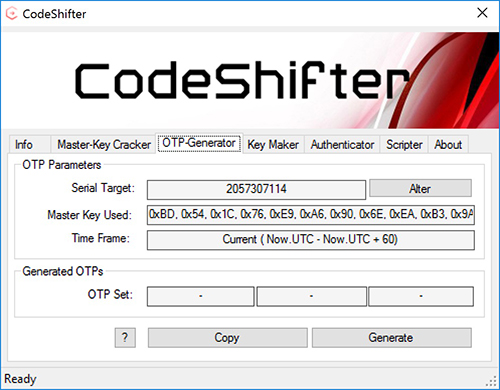 CodeShifter
CodeShifter
Info Master-Key Cracker OTP-Generator Key Maker Authenticator Scripter About
OTP Parameters
Serial Target: 2057307114 Alter
Master Key Used: 0xBD, 0x54, 0x1C, 0x76, 0xE9, 0xA6, 0x90, 0x6E, 0xEA, 0xB3, 0x9A
Time Frame: Current ( Now.UTC - Now.UTC + 60)
Generated OTPs
OTP Set: - - -
? Copy Generate
Ready